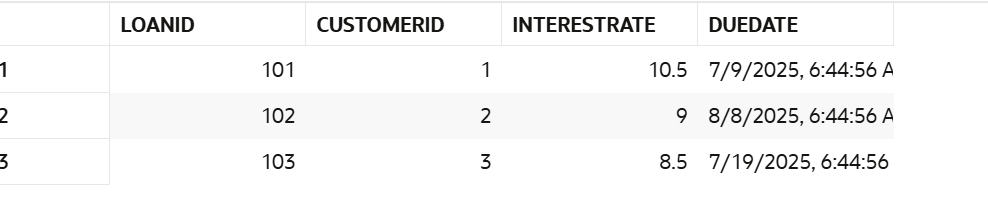 LOANID CUSTOMERID INTERESTRATE DUEDATE
1 101 1 10.5 7/9/2025, 6:44:56 A
2 102 2 9 8/8/2025, 6:44:56 A
3 103 3 8.5 7/19/2025, 6:44:56